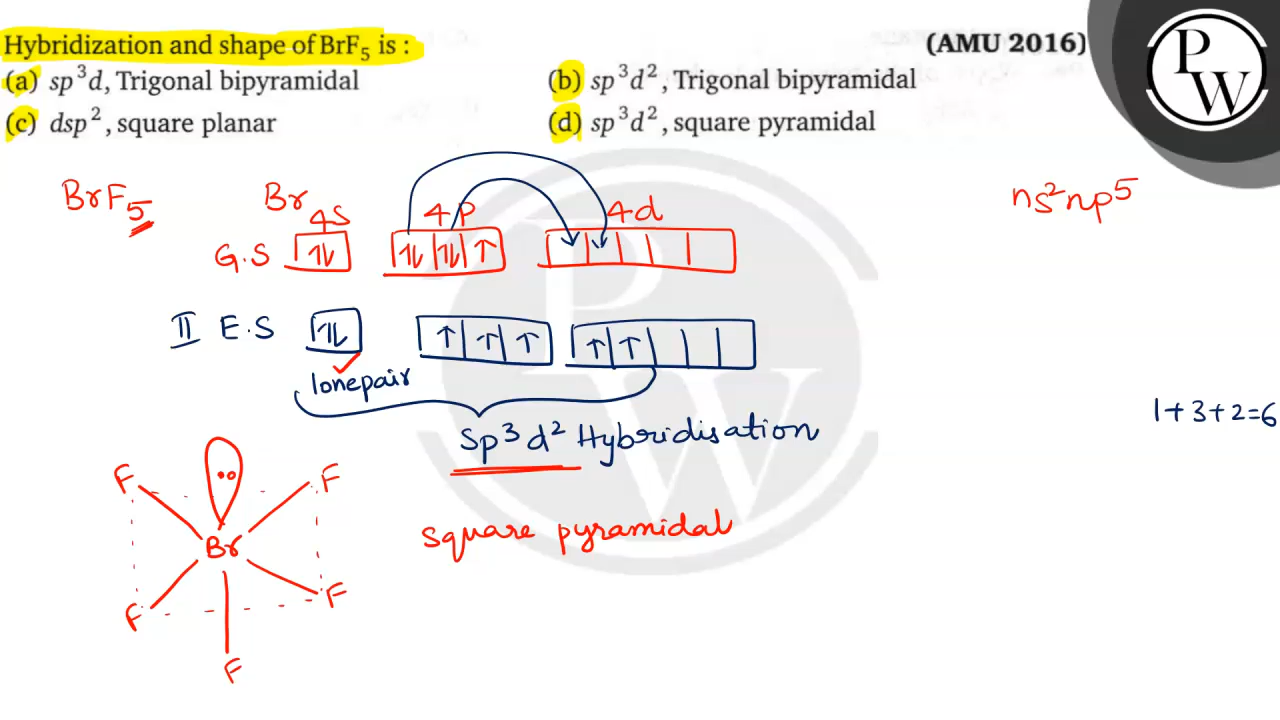 Hybridization and shape of BrF₅ is : (AMU 2016)
(a) sp³d, Trigonal bipyramidal (b) sp³d², Trigonal bipyramidal
(c) dsp², square planar (d) sp³d², square pyramidal
P
W
BrF₅ Br ns²np⁵
4s 4p 4d
G.S ↑↓ ↑↓ ↑↓ ↑
II E.S ↑↓ ↑ ↑ ↑ ↑ ↑
lonepair
1+3+2=6
Sp³d² Hybridisation
F F
Square pyramidal
Br
F F
F
P
W